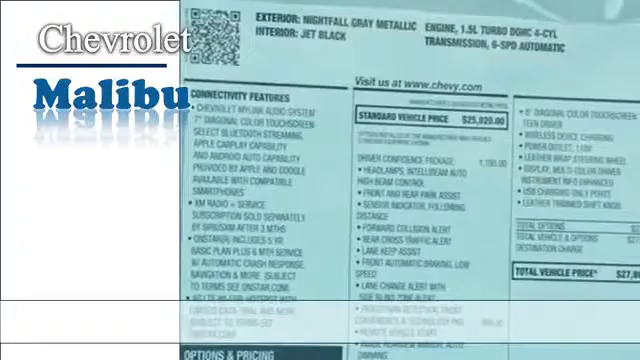 Chevrolet
Malibu
EXTERIOR: NIGHTFALL GRAY METALLIC
INTERIOR: JET BLACK
ENGINE, 1.5L TURBO DOHC 4-CYL
TRANSMISSION, 6-SPD AUTOMATIC
Visit us at www.chevy.com
CONNECTIVITY FEATURES
• CHEVROLET MYLINK AUDIO SYSTEM
7" DIAGONAL COLOR TOUCHSCREEN
SELECT BLUETOOTH STREAMING,
APPLE CARPLAY CAPABILITY
AND ANDROID AUTO CAPABILITY
PROVIDED BY APPLE AND GOOGLE
AVAILABLE WITH COMPATIBLE
SMARTPHONES
• XM RADIO + SERVICE
SUBSCRIPTION SOLD SEPARATELY
BY SIRIUSXM AFTER 3 MTHS
• ONSTAR(R) INCLUDES 5 YR
BASIC PLAN PLUS 6 MTH SERVICE
W/ AUTOMATIC CRASH RESPONSE,
NAVIGATION & MORE (SUBJECT
TO TERMS SEE ONSTAR.COM)
OPTIONS & PRICING
STANDARD VEHICLE PRICE $25,020.00
DRIVER CONFIDENCE PACKAGE:
• HEADLAMPS, INTELLIBEAM AUTO
HIGH BEAM CONTROL
• FRONT AND REAR PARK ASSIST
• SENSOR INDICATOR, FOLLOWING
DISTANCE
• FORWARD COLLISION ALERT
• REAR CROSS TRAFFIC ALERT
• LANE KEEP ASSIST
• FRONT AUTOMATIC BRAKING, LOW
SPEED
• LANE CHANGE ALERT WITH
SIDE BLIND ZONE ALERT
• REMOTE VEHICLE START
• 8" DIAGONAL COLOR TOUCHSCREEN
TEEN DRIVER
• WIRELESS DEVICE CHARGING
• POWER OUTLET, 110V
• LEATHER WRAP STEERING WHEEL
• DISPLAY, MULTI-COLOR DRIVER
INSTRUMENT INFO ENHANCED
• USB CHARGING-ONLY PORTS
• LEATHER TRIMMED SHIFT KNOB
TOTAL OPTIONS
TOTAL VEHICLE & OPTIONS
DESTINATION CHARGE
TOTAL VEHICLE PRICE*